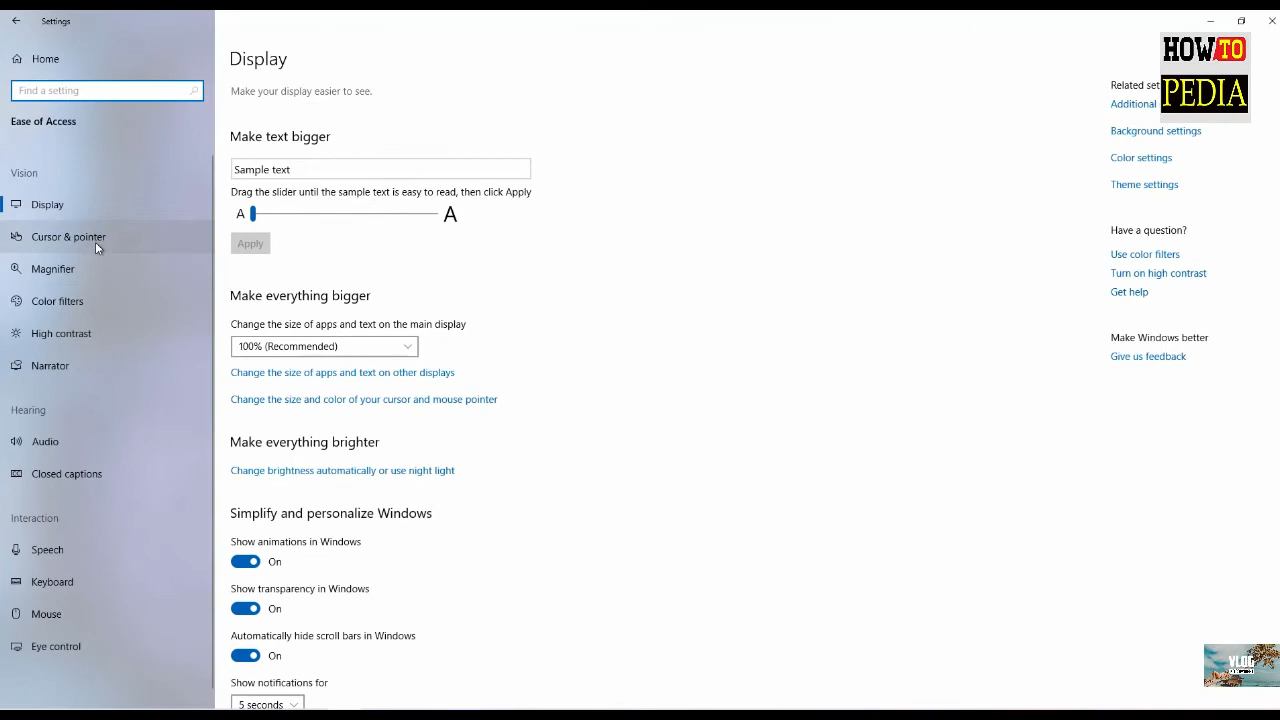 Settings
Home
Find a setting
Ease of Access
Vision
Display
Cursor & pointer
Magnifier
Color filters
High contrast
Narrator
Hearing
Audio
Closed captions
Interaction
Speech
Keyboard
Mouse
Eye control
Display
Make your display easier to see.
Make text bigger
Sample text
Drag the slider until the sample text is easy to read, then click Apply
A A
Apply
Make everything bigger
Change the size of apps and text on the main display
100% (Recommended)
Change the size of apps and text on other displays
Change the size and color of your cursor and mouse pointer
Make everything brighter
Change brightness automatically or use night light
Simplify and personalize Windows
Show animations in Windows
On
Show transparency in Windows
On
Automatically hide scroll bars in Windows
On
Show notifications for
5 seconds
HOW TO
PEDIA
Related set
Additional
Background settings
Color settings
Theme settings
Have a question?
Use color filters
Turn on high contrast
Get help
Make Windows better
Give us feedback
VLOG